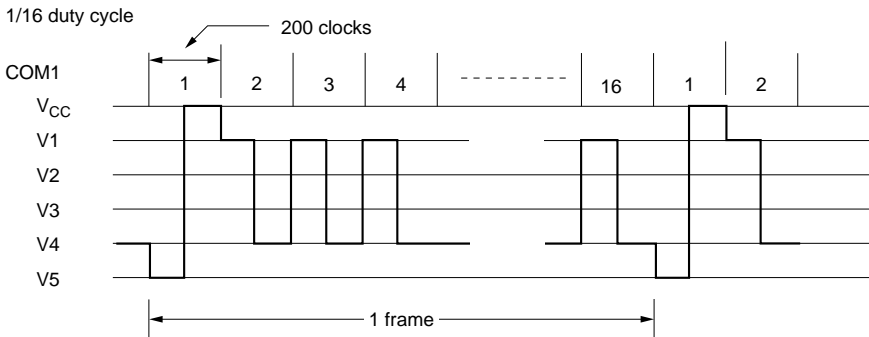 1/16 duty cycle
200 clocks
COM1
1 2 3 4 16 1 2
VCC
V1
V2
V3
V4
V5
1 frame